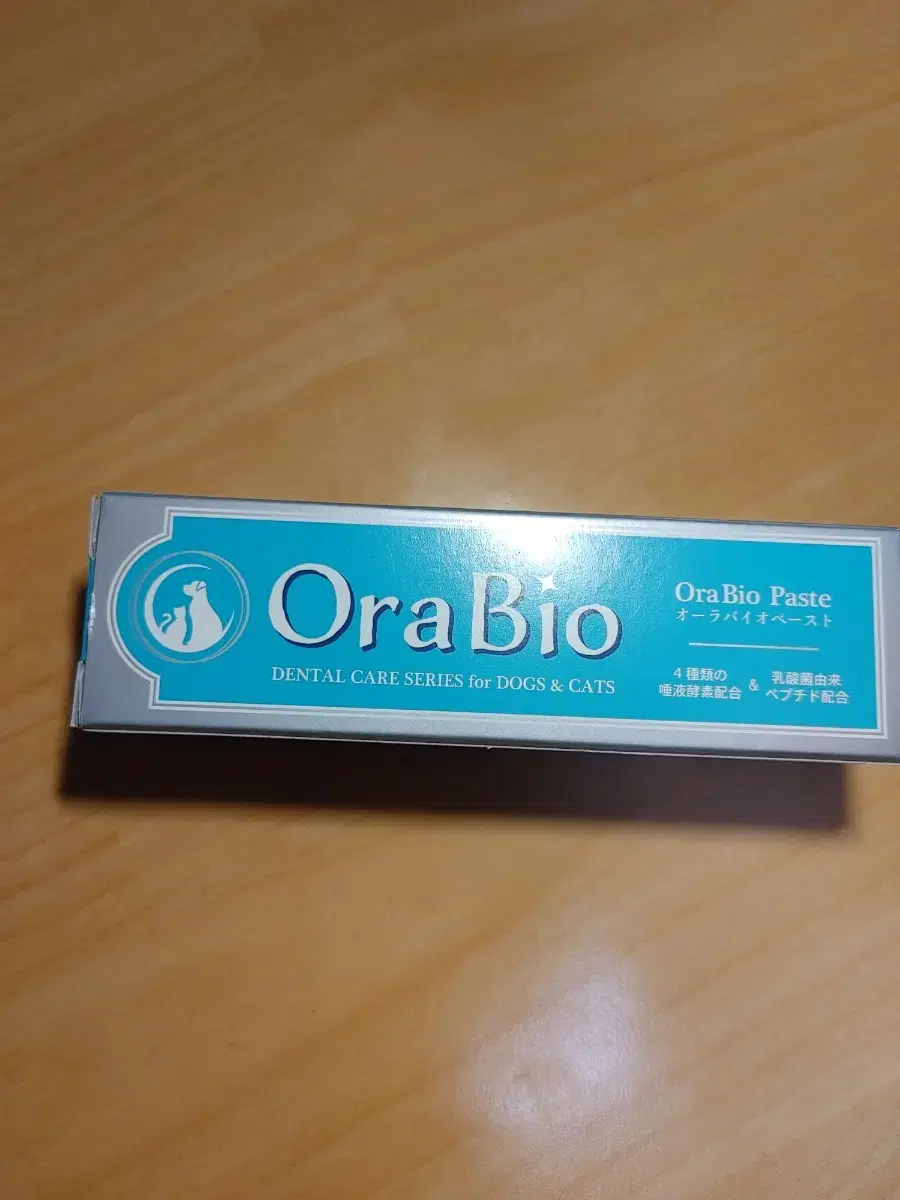 OraBio
DENTAL CARE SERIES for DOGS & CATS
OraBio Paste
オーラバイオペースト
4種類の
唾液酵素配合
&
乳酸菌由来
ペプチド配合